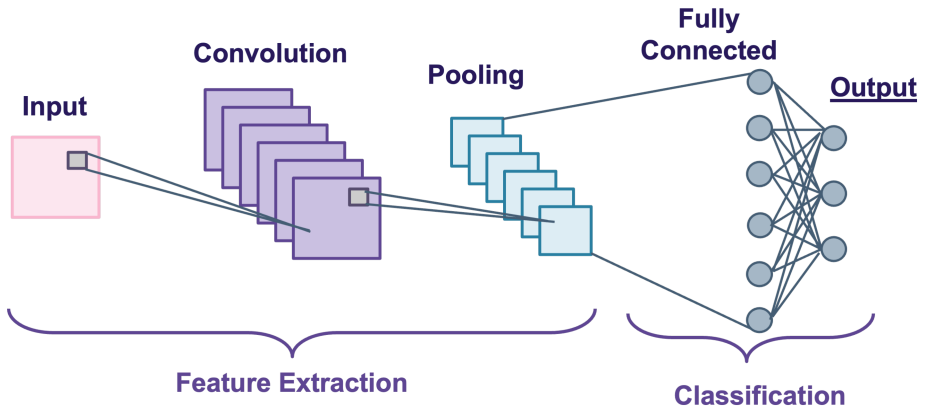 Input
Convolution
Pooling
Fully
Connected
Output
Feature Extraction
Classification